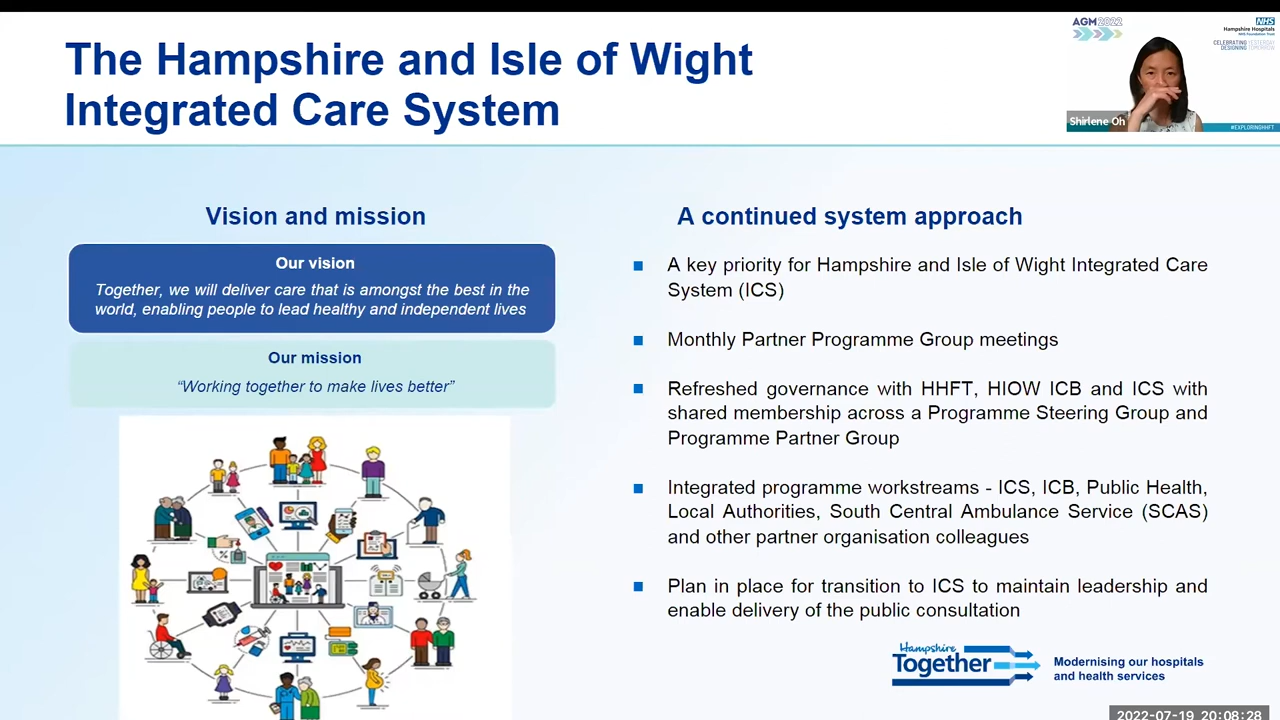 The Hampshire and Isle of Wight
Integrated Care System
AGM2022
NHS
Hampshire Hospitals
NHS Foundation Trust
CELEBRATING YESTERDAY
DESIGNING TOMORROW
Shirlene Oh
#EXPLORINGHHFT
Vision and mission
Our vision
Together, we will deliver care that is amongst the best in the
world, enabling people to lead healthy and independent lives
Our mission
“Working together to make lives better”
A continued system approach
A key priority for Hampshire and Isle of Wight Integrated Care
System (ICS)
Monthly Partner Programme Group meetings
Refreshed governance with HHFT, HIOW ICB and ICS with
shared membership across a Programme Steering Group and
Programme Partner Group
Integrated programme workstreams - ICS, ICB, Public Health,
Local Authorities, South Central Ambulance Service (SCAS)
and other partner organisation colleagues
Plan in place for transition to ICS to maintain leadership and
enable delivery of the public consultation
Hampshire
Together
Modernising our hospitals
and health services
2022-07-19 20:08:28